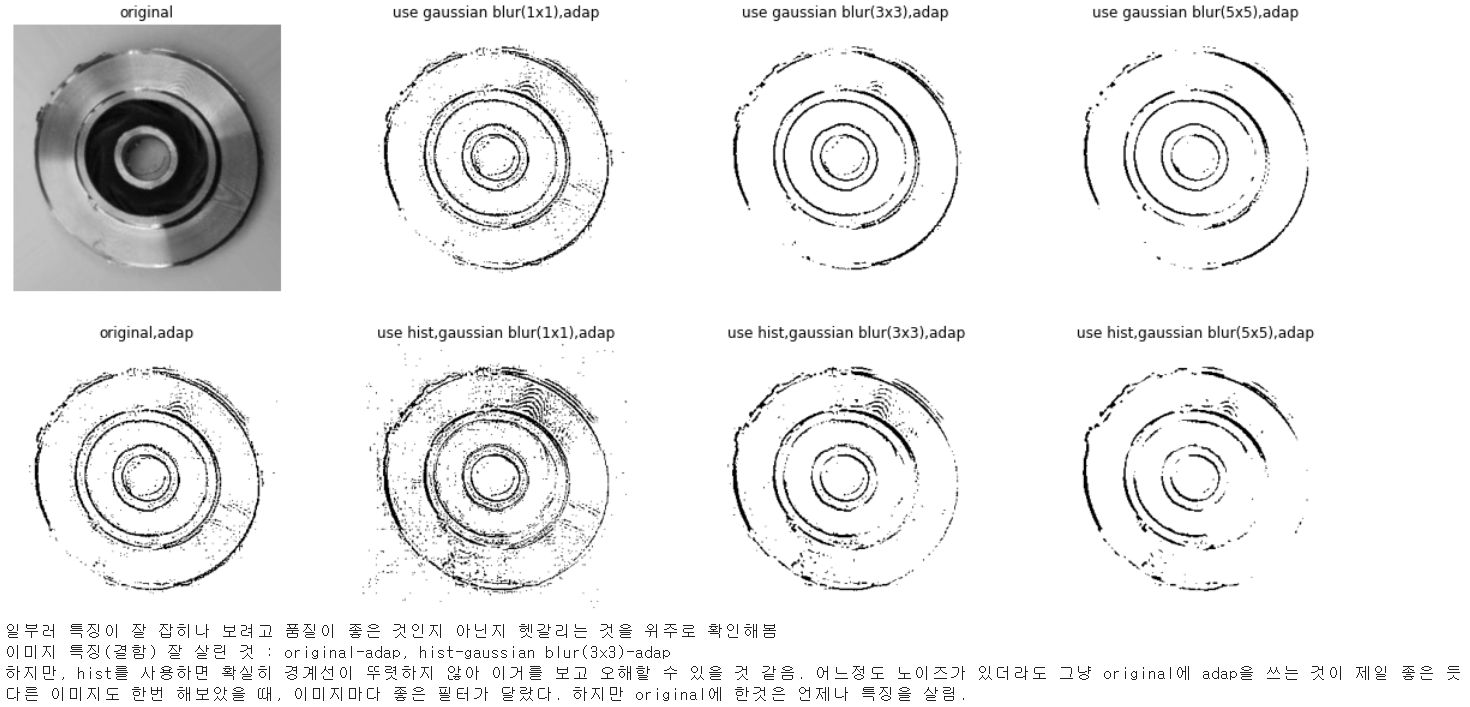 original
use gaussian blur(1x1),adap
use gaussian blur(3x3),adap
use gaussian blur(5x5),adap
original,adap
use hist,gaussian blur(1x1),adap
use hist,gaussian blur(3x3),adap
use hist,gaussian blur(5x5),adap
일부러 특징이 잘 잡히나 보려고 품질이 좋은 것인지 아닌지 헷갈리는 것을 위주로 확인해봄
이미지 특징(결함) 잘 살린 것 : original-adap, hist-gaussian blur(3x3)-adap
하지만, hist를 사용하면 확실히 경계선이 뚜렷하지 않아 이거를 보고 오해할 수 있을 것 같음. 어느정도 노이즈가 있더라도 그냥 original에 adap을 쓰는 것이 제일 좋은 듯
다른 이미지도 한번 해보았을 때, 이미지마다 좋은 필터가 달랐다. 하지만 original에 한것은 언제나 특징을 살림.